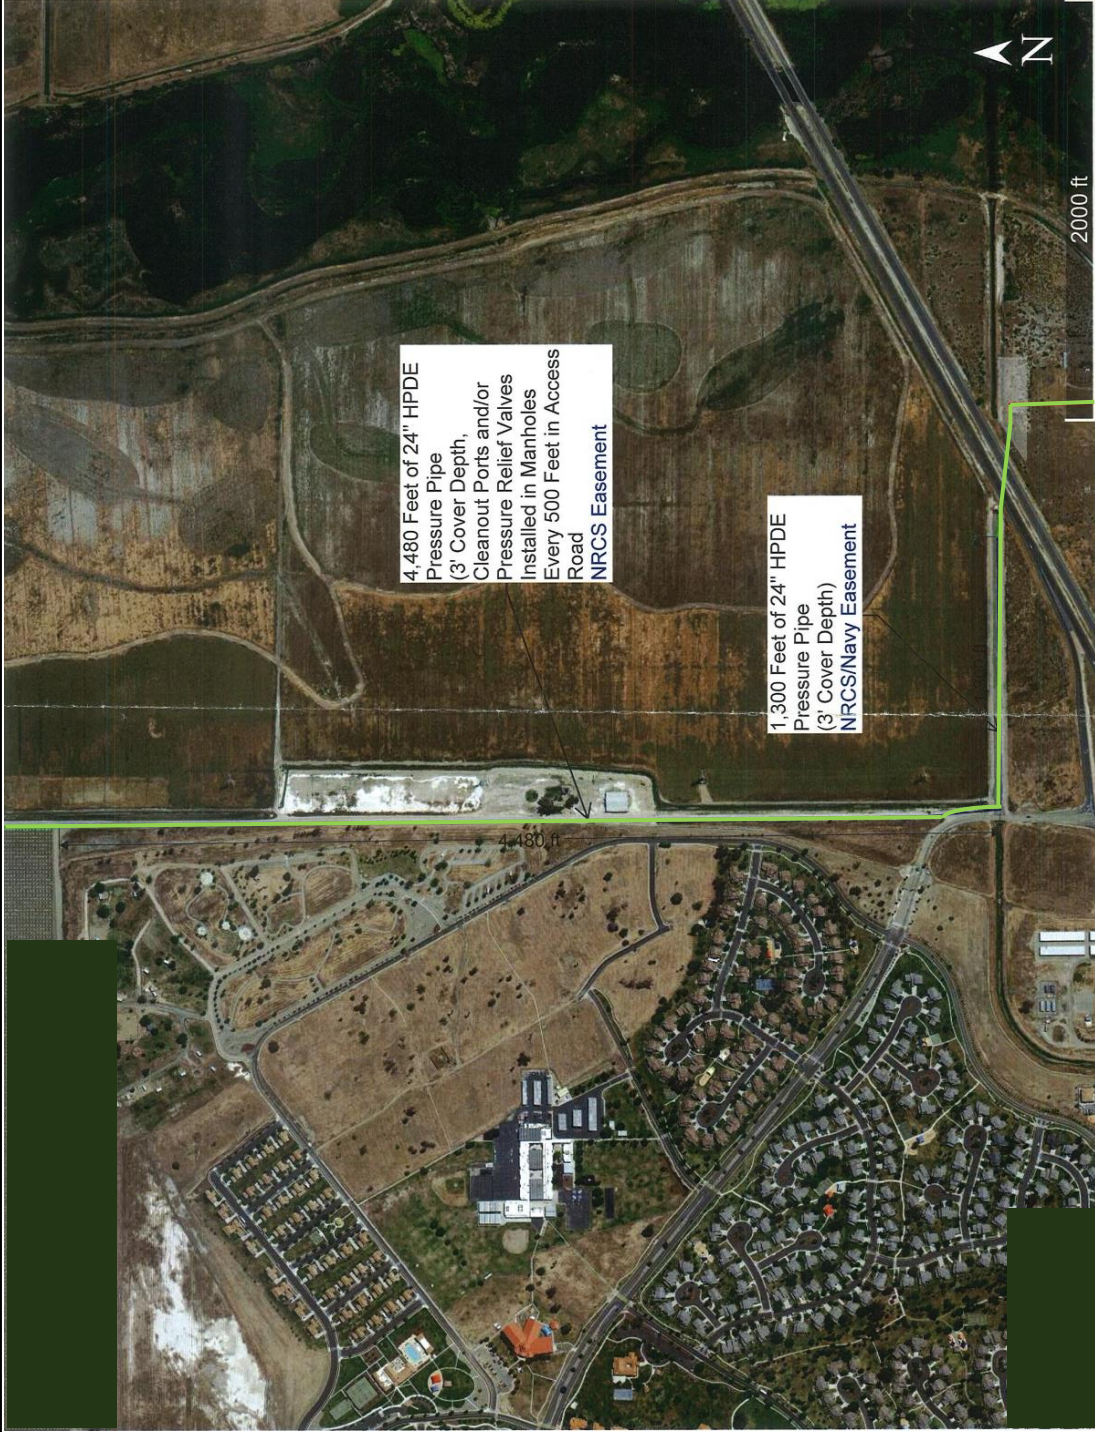 N
2000 ft
4,480 Feet of 24" HPDE
Pressure Pipe
(3' Cover Depth,
Cleanout Ports and/or
Pressure Relief Valves
Installed in Manholes
Every 500 Feet in Access
Road
NRCS Easement
1,300 Feet of 24" HPDE
Pressure Pipe
(3' Cover Depth)
NRCS/Navy Easement
4,480 ft